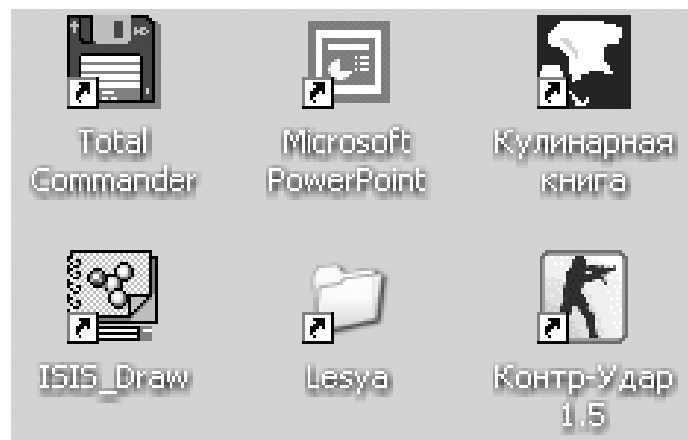 Total
Commander
Microsoft
PowerPoint
Кулинарная
книга
ISIS_Draw
Lesya
Контр-Удар
1.5